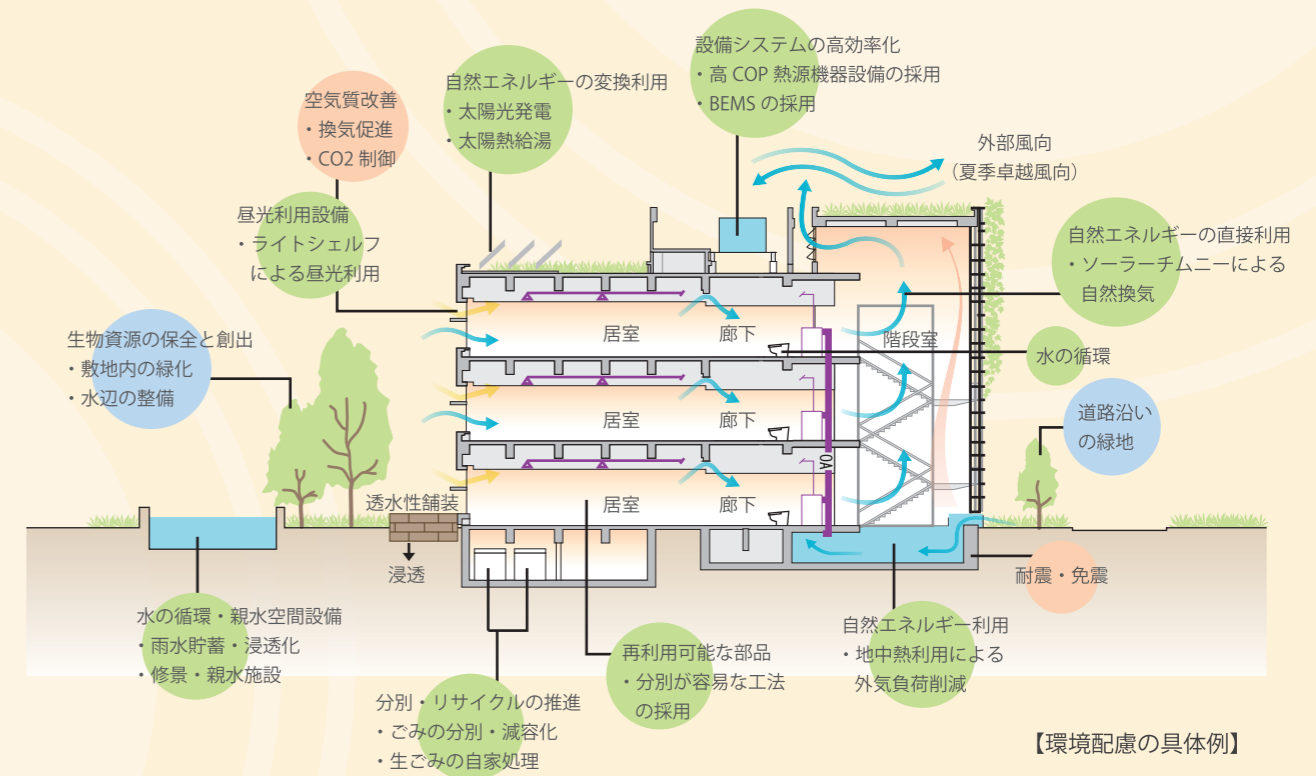 設備システムの高効率化
・高 COP 熱源機器設備の採用
・BEMS の採用
自然エネルギーの変換利用
・太陽光発電
・太陽熱給湯
空気質改善
・換気促進
・CO2 制御
外部風向
（夏季卓越風向）
昼光利用設備
・ライトシェルフ
による昼光利用
自然エネルギーの直接利用
・ソーラーチムニーによる
自然換気
生物資源の保全と創出
・敷地内の緑化
・水辺の整備
居室
廊下
階段室
水の循環
居室
廊下
道路沿い
の緑地
OA
居室
廊下
透水性舗装
浸透
耐震・免震
水の循環・親水空間設備
・雨水貯蓄・浸透化
・修景・親水施設
自然エネルギー利用
・地中熱利用による
外気負荷削減
再利用可能な部品
・分別が容易な工法
の採用
分別・リサイクルの推進
・ごみの分別・減容化
・生ごみの自家処理
【環境配慮の具体例】